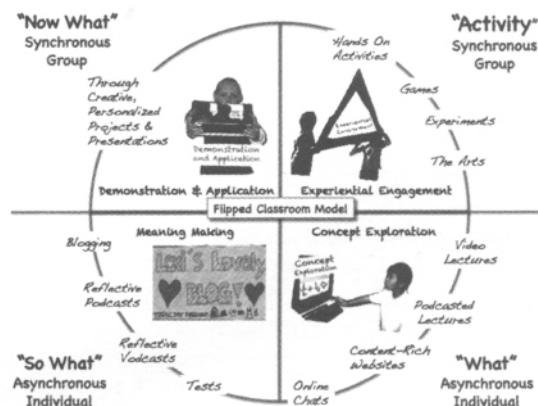 "Now What"
Synchronous
Group
"Activity"
Synchronous
Group
Through
Creative,
Personalized
Projects &
Presentations
Hands On
Activities
Games
Experiments
The Arts
Demonstration
and Application
Experiential
Engagement
Demonstration & Application
Experiential Engagement
Flipped Classroom Model
Meaning Making
Concept Exploration
Blogging
Reflective
Podcasts
Reflective
Vodcasts
Tests
Lovely
BLOG!
Concept
Exploration
Video
Lectures
Podcasted
Lectures
Content-Rich
Websites
Online
Chats
"So What"
Asynchronous
Individual
"What"
Asynchronous
Individual